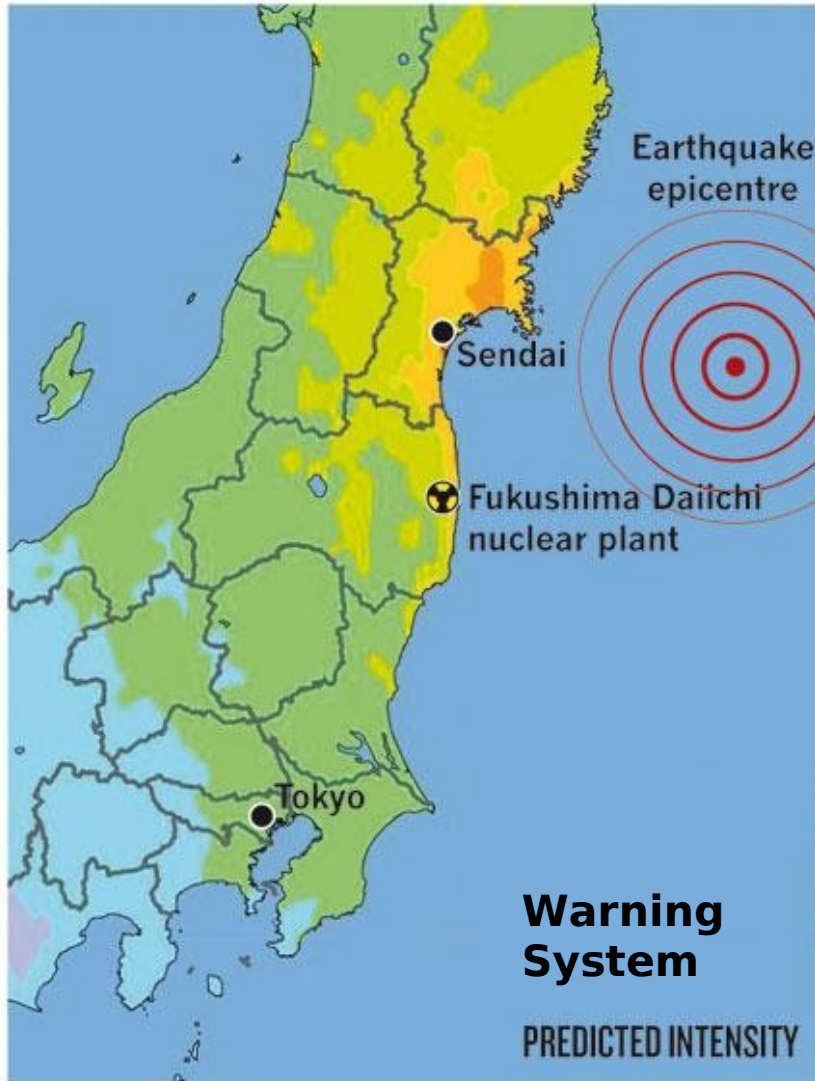 Earthquake
epicentre
Sendai
Fukushima Daiichi
nuclear plant
Tokyo
Warning
System
PREDICTED INTENSITY